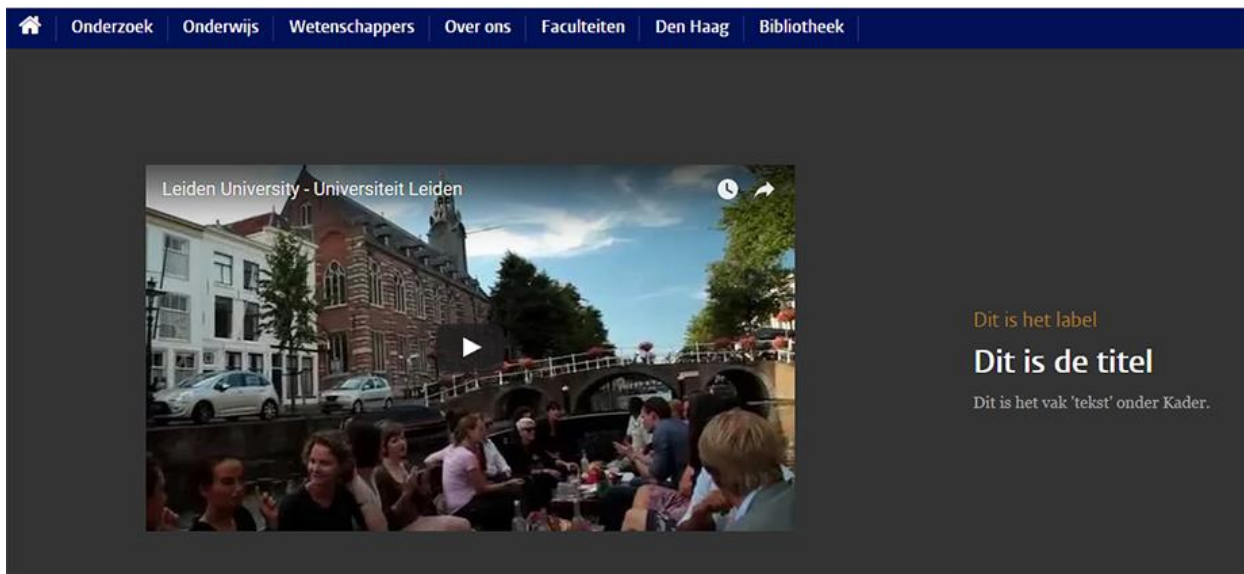 Onderzoek Onderwijs Wetenschappers Over ons Faculteiten Den Haag Bibliotheek
Leiden University - Universiteit Leiden
Dit is het label
Dit is de titel
Dit is het vak 'tekst' onder Kader.